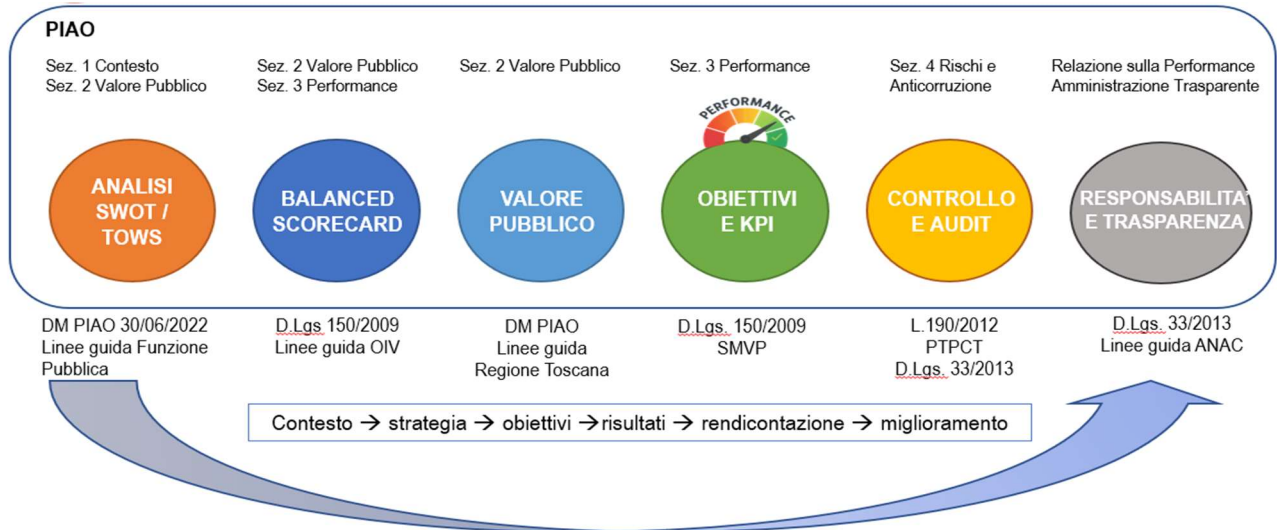 PIAO
Sez. 1 Contesto
Sez. 2 Valore Pubblico
Sez. 2 Valore Pubblico
Sez. 3 Performance
Sez. 2 Valore Pubblico
Sez. 3 Performance
Sez. 4 Rischi e
Anticorruzione
Relazione sulla Performance
Amministrazione Trasparente
PERFORMANCE
ANALISI
SWOT /
TOWS
BALANCED
SCORECARD
VALORE
PUBBLICO
OBIETTIVI
E KPI
CONTROLLO
E AUDIT
RESPONSABILITA'
E TRASPARENZA
DM PIAO 30/06/2022
Linee guida Funzione
Pubblica
D.Lgs 150/2009
Linee guida OIV
DM PIAO
Linee guida
Regione Toscana
D.Lgs. 150/2009
SMVP
L.190/2012
PTPCT
D.Lgs. 33/2013
D.Lgs. 33/2013
Linee guida ANAC
Contesto → strategia → obiettivi → risultati → rendicontazione → miglioramento